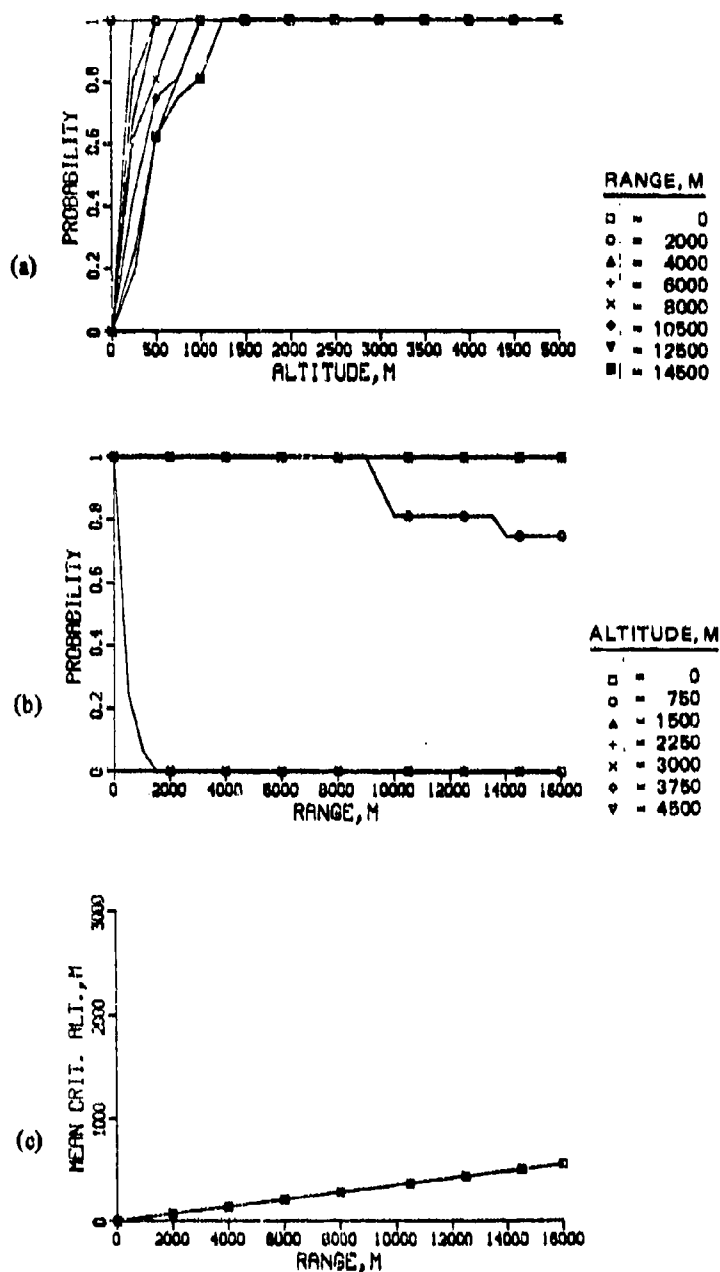 (a)
PROBABILITY
0 0.2 0.4 0.6 0.8 1
0 500 1000 1500 2000 2500 3000 3500 4000 4500 5000
ALTITUDE, M
RANGE, M
= 0
= 2000
= 4000
= 6000
= 8000
= 10500
= 12500
= 14500
(b)
PROBABILITY
0 0.2 0.4 0.6 0.8 1
0 2000 4000 6000 8000 10000 12000 14000 16000
RANGE, M
ALTITUDE, M
= 0
= 750
= 1500
= 2250
= 3000
= 3750
= 4500
(c)
MEAN CRIT. ALT., M
0 1000 2000 3000
0 2000 4000 6000 8000 10000 12000 14000 16000
RANGE, M